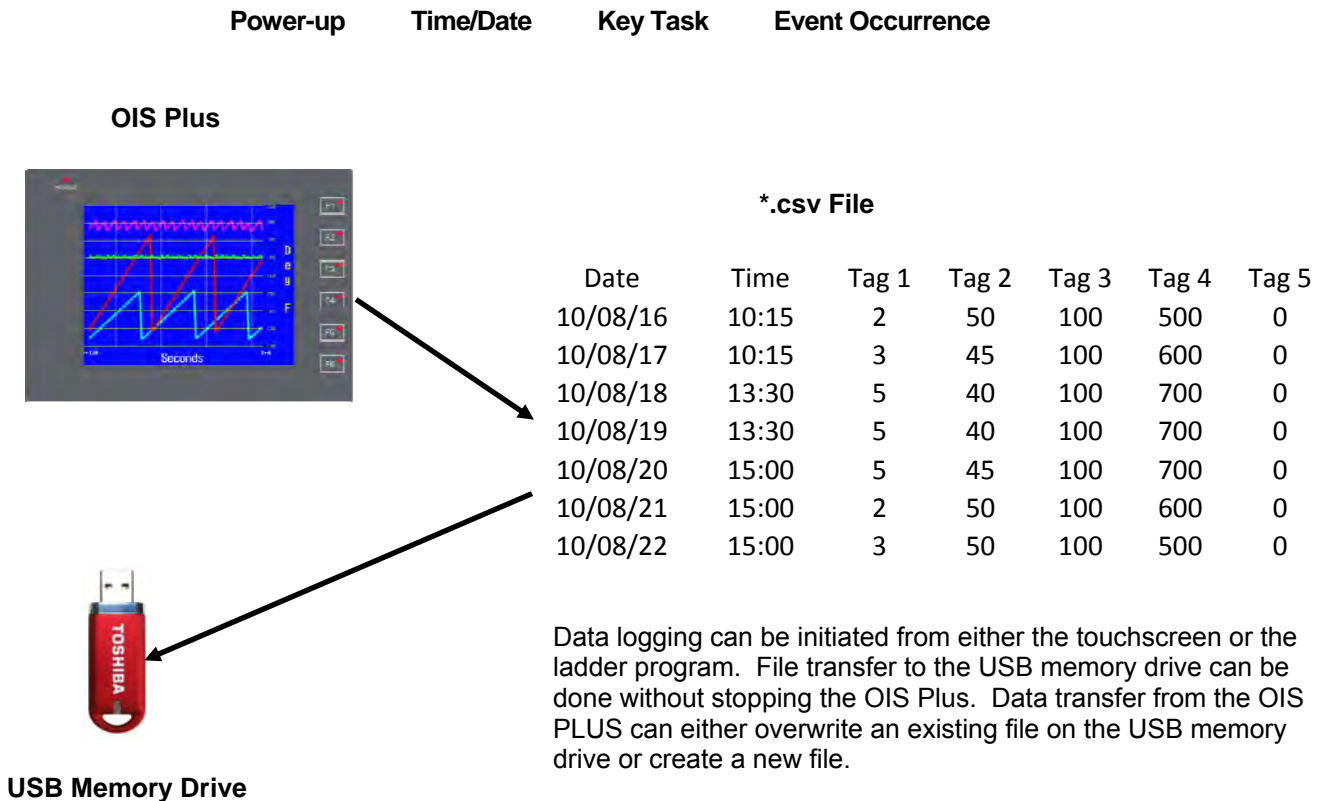 Power-up Time/Date Key Task Event Occurrence
OIS Plus
F1
F2
F3
F4
F5
Deg F
Seconds
*.csv File
Date Time Tag 1 Tag 2 Tag 3 Tag 4 Tag 5
10/08/16 10:15 2 50 100 500 0
10/08/17 10:15 3 45 100 600 0
10/08/18 13:30 5 40 100 700 0
10/08/19 13:30 5 40 100 700 0
10/08/20 15:00 5 45 100 700 0
10/08/21 15:00 2 50 100 600 0
10/08/22 15:00 3 50 100 500 0
TOSHIBA
USB Memory Drive
Data logging can be initiated from either the touchscreen or the
ladder program. File transfer to the USB memory drive can be
done without stopping the OIS Plus. Data transfer from the OIS
PLUS can either overwrite an existing file on the USB memory
drive or create a new file.